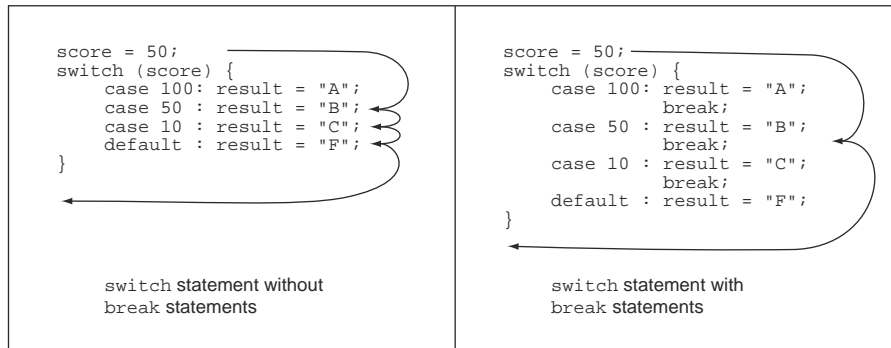 score = 50;
switch (score) {
    case 100: result = "A";
    case 50 : result = "B";
    case 10 : result = "C";
    default : result = "F";
}
switch statement without
break statements
score = 50;
switch (score) {
    case 100: result = "A";
              break;
    case 50 : result = "B";
              break;
    case 10 : result = "C";
              break;
    default : result = "F";
}
switch statement with
break statements